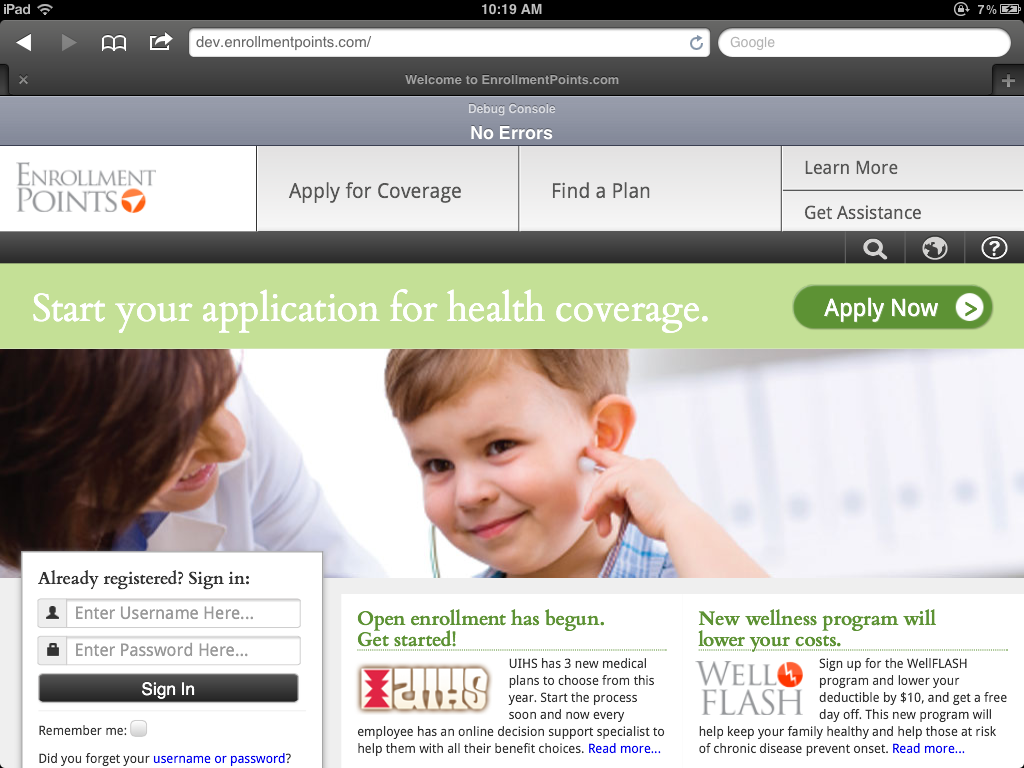 iPad 10:19 AM 7%
dev.enrollmentpoints.com/ Google
Welcome to EnrollmentPoints.com
Debug Console
No Errors
ENROLLMENT
POINTS
Apply for Coverage
Find a Plan
Learn More
Get Assistance
?
Start your application for health coverage.
Apply Now >
Already registered? Sign in:
Enter Username Here...
Enter Password Here...
Sign In
Remember me:
Did you forget your username or password?
Open enrollment has begun.
Get started!
UIHS
UIHS has 3 new medical
plans to choose from this
year. Start the process
soon and now every
employee has an online decision support specialist to
help them with all their benefit choices. Read more...
New wellness program will
lower your costs.
WELL
FLASH
Sign up for the WellFLASH
program and lower your
deductible by $10, and get a free
day off. This new program will
help keep your family healthy and help those at risk
of chronic disease prevent onset. Read more...